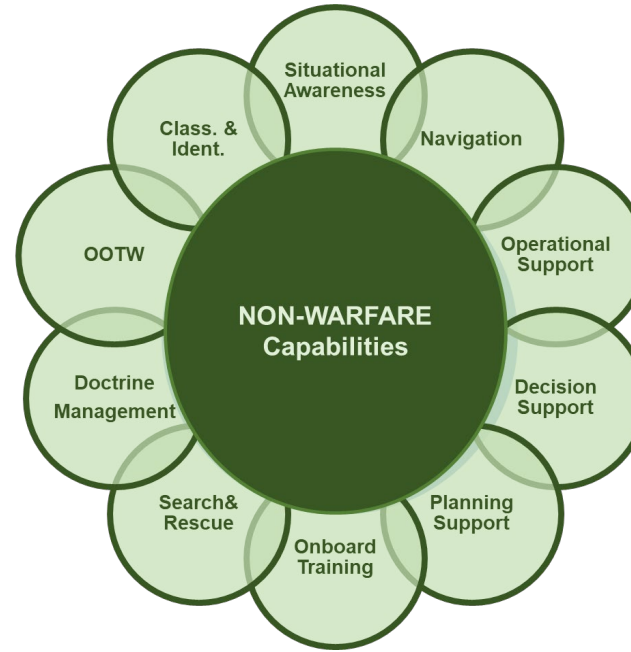 Situational
Awareness
Navigation
Operational
Support
Decision
Support
Planning
Support
Onboard
Training
Search&
Rescue
Doctrine
Management
OOTW
Class. &
Ident.
NON-WARFARE
Capabilities